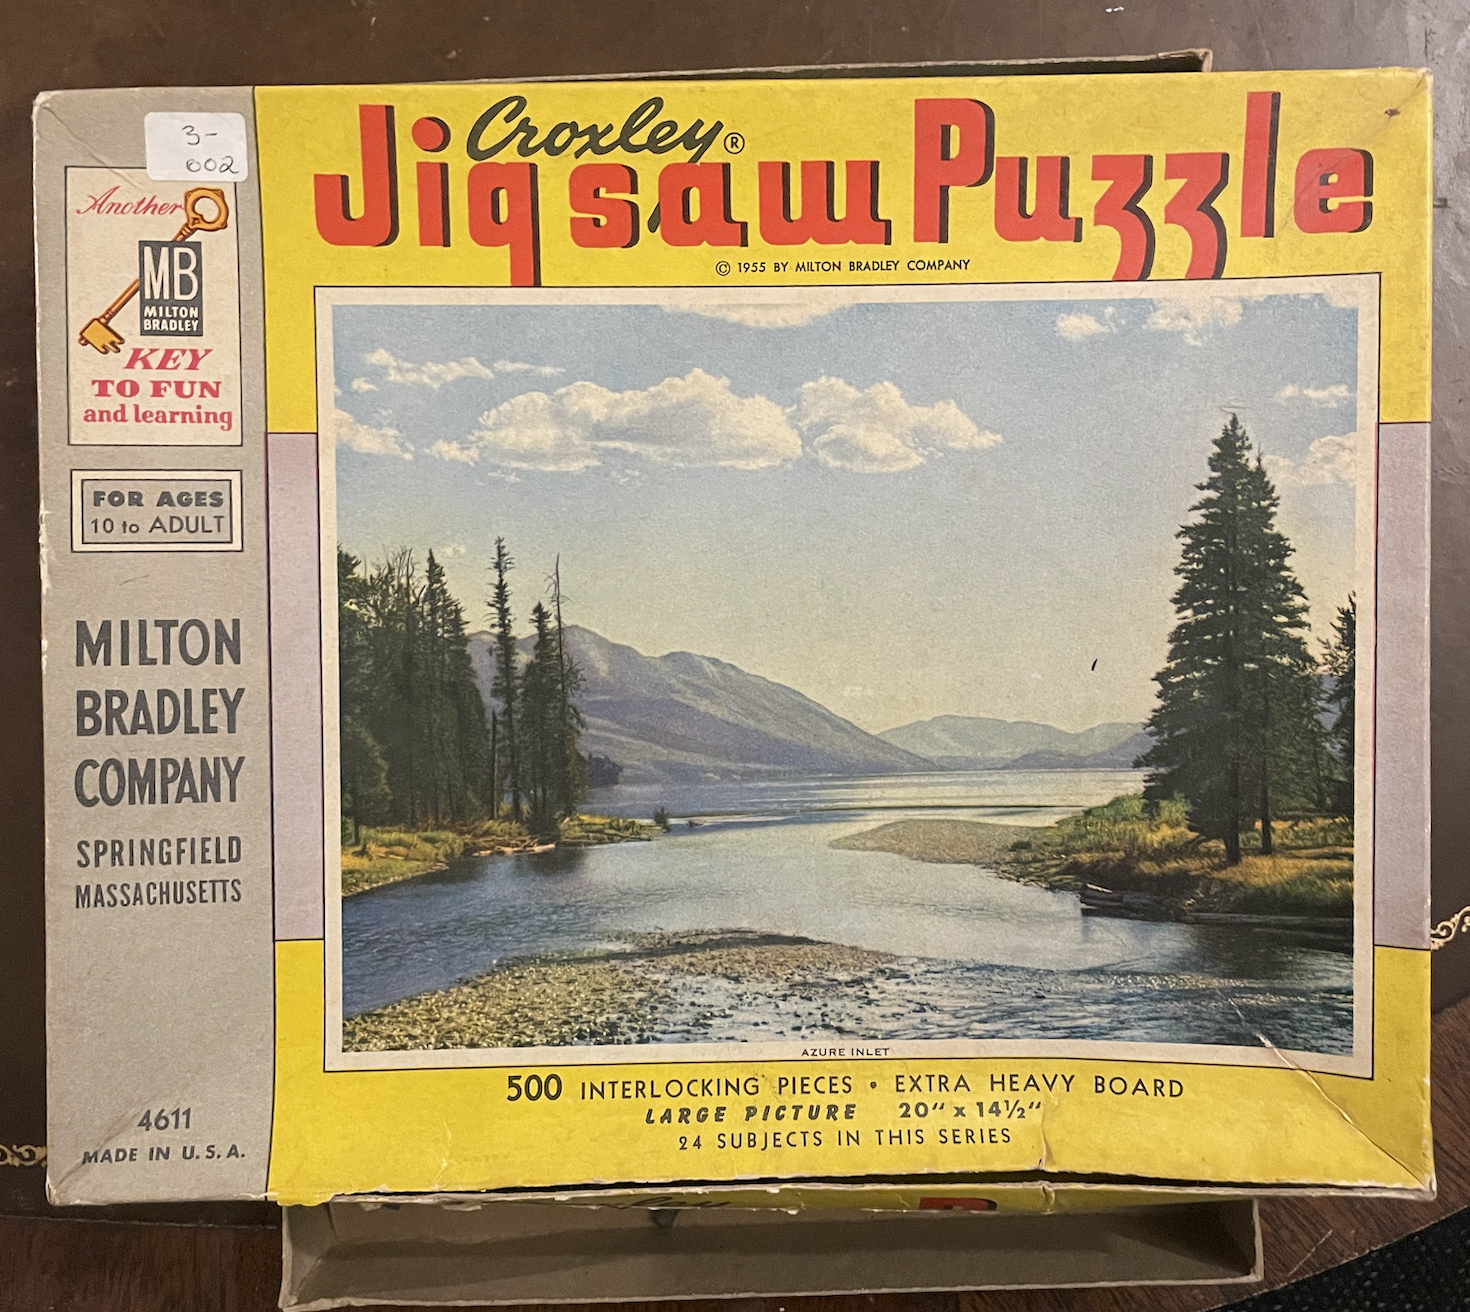 3-
002
Another
MB
MILTON
BRADLEY
KEY
TO FUN
and learning
FOR AGES
10 to ADULT
MILTON
BRADLEY
COMPANY
SPRINGFIELD
MASSACHUSETTS
4611
MADE IN U.S.A.
Croxley®
Jigsaw Puzzle
© 1955 BY MILTON BRADLEY COMPANY
AZURE INLET
500 INTERLOCKING PIECES • EXTRA HEAVY BOARD
LARGE PICTURE 20" x 14½"
24 SUBJECTS IN THIS SERIES